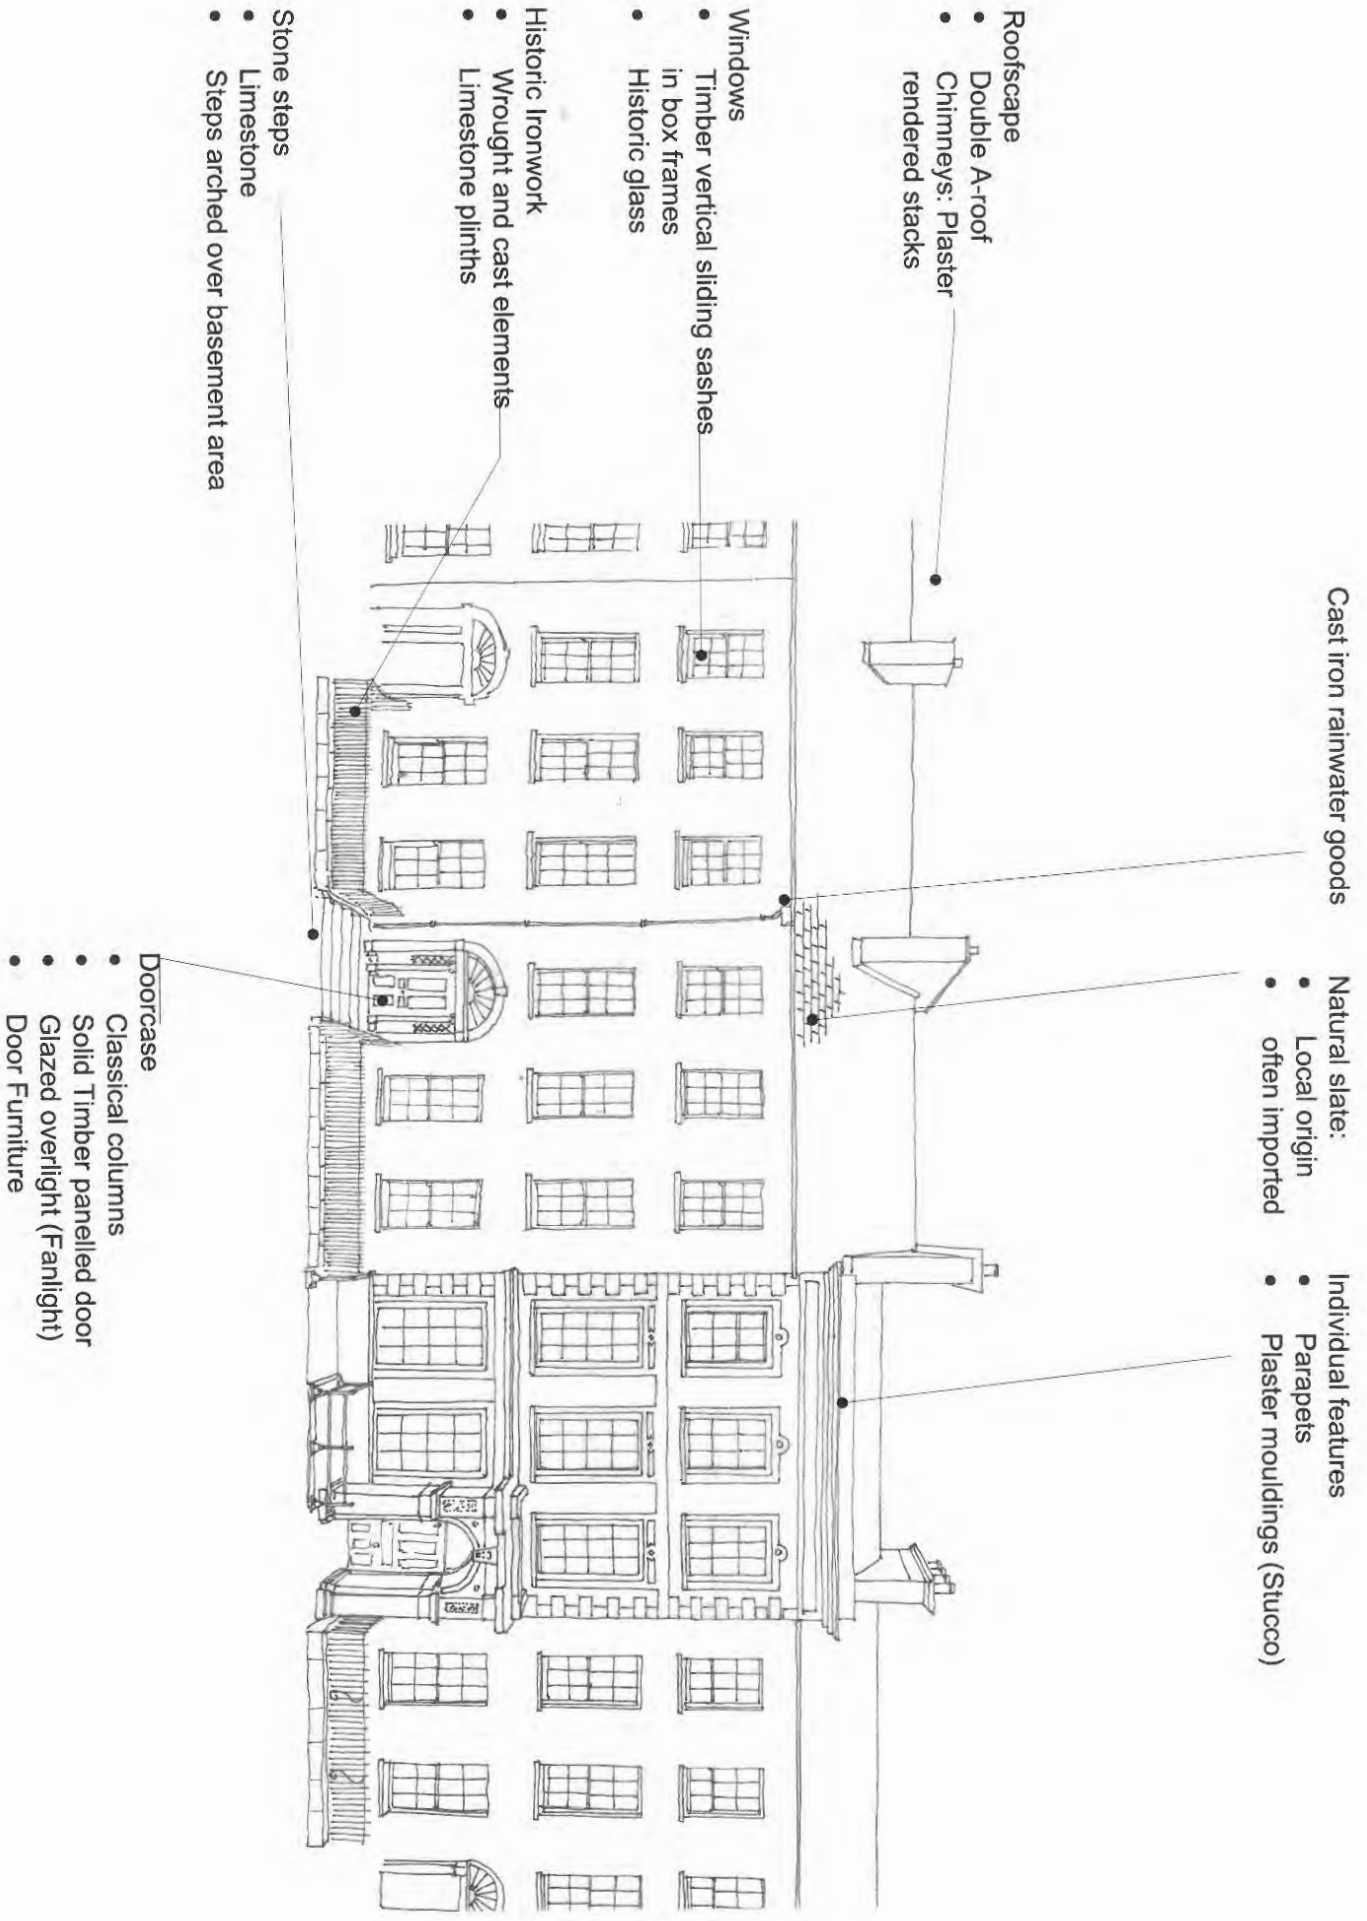 Roofscape
• Double A-roof
• Chimneys: Plaster
rendered stacks
Windows
• Timber vertical sliding sashes
in box frames
• Historic glass
Historic Ironwork
• Wrought and cast elements
• Limestone plinths
Stone steps
• Limestone
• Steps arched over basement area
Cast iron rainwater goods
Natural slate:
• Local origin
• often imported
Individual features
• Parapets
• Plaster mouldings (Stucco)
Doorcase
• Classical columns
• Solid Timber panelled door
• Glazed overlight (Fanlight)
• Door Furniture